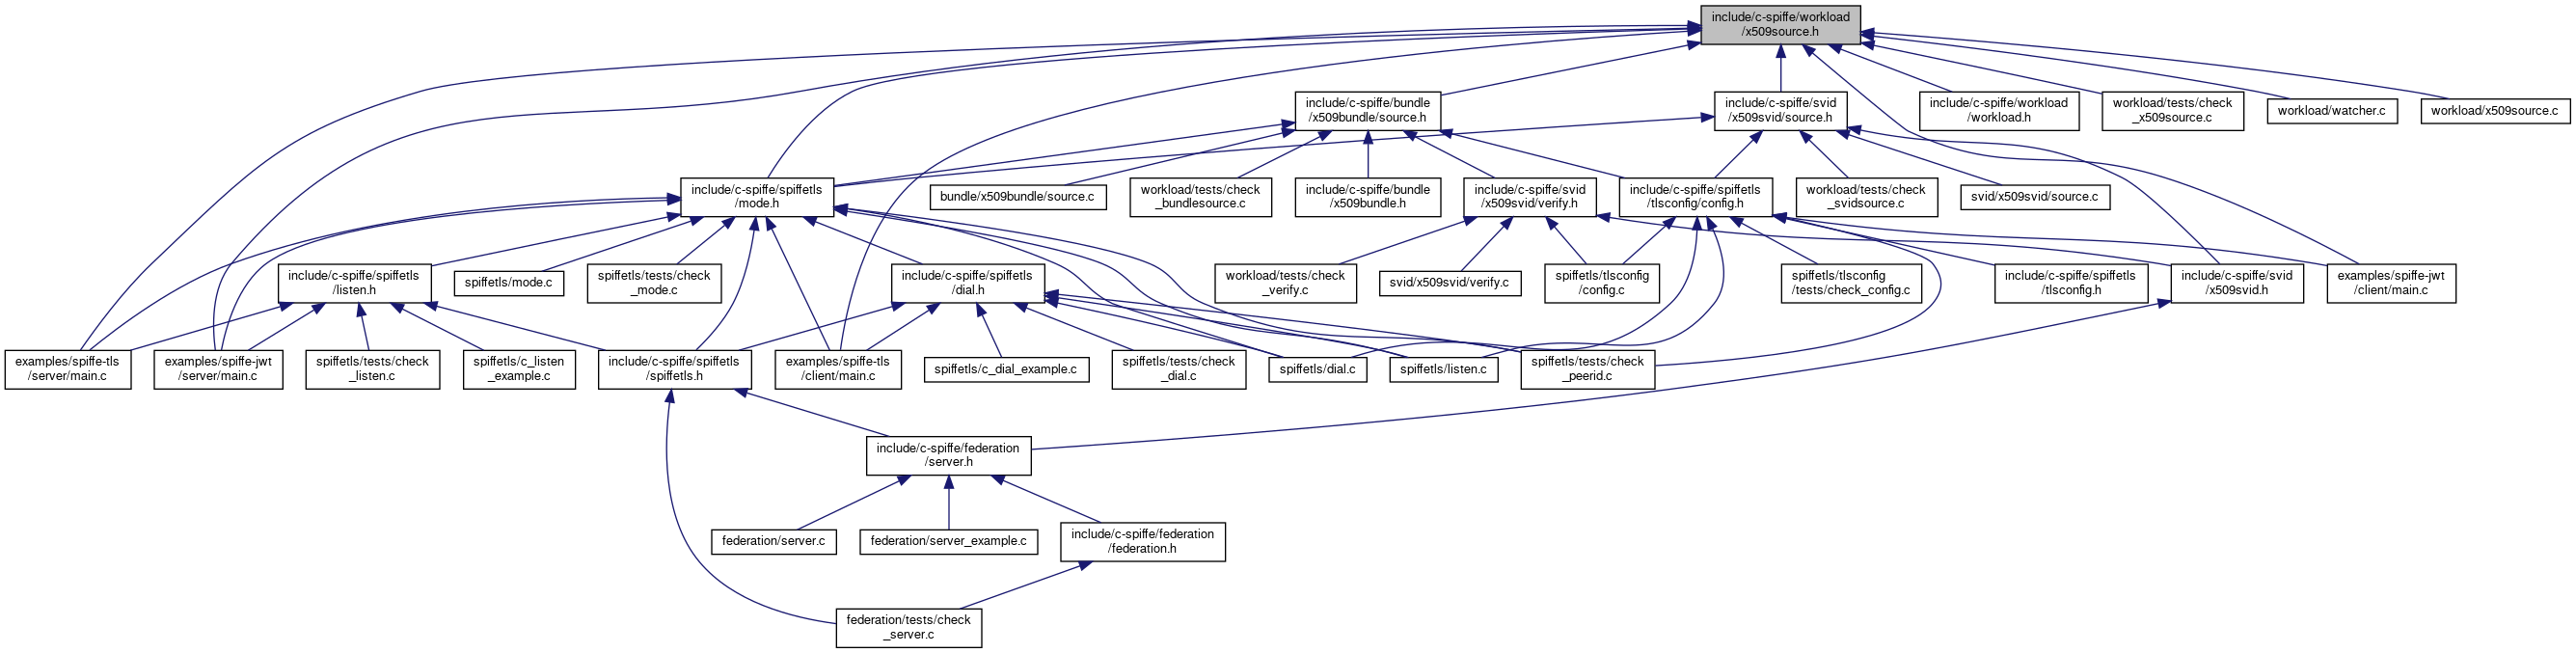 include/c-spiffe/workload
/x509source.h
include/c-spiffe/bundle
/x509bundle/source.h
include/c-spiffe/svid
/x509svid/source.h
include/c-spiffe/workload
/workload.h
workload/tests/check
_x509source.c
workload/watcher.c
workload/x509source.c
include/c-spiffe/spiffetls
/mode.h
bundle/x509bundle/source.c
workload/tests/check
_bundlesource.c
include/c-spiffe/bundle
/x509bundle.h
include/c-spiffe/svid
/x509svid/verify.h
include/c-spiffe/spiffetls
/tlsconfig/config.h
workload/tests/check
_svidsource.c
svid/x509svid/source.c
include/c-spiffe/spiffetls
/listen.h
spiffetls/mode.c
spiffetls/tests/check
_mode.c
include/c-spiffe/spiffetls
/dial.h
workload/tests/check
_verify.c
svid/x509svid/verify.c
spiffetls/tlsconfig
/config.c
spiffetls/tlsconfig
/tests/check_config.c
include/c-spiffe/spiffetls
/tlsconfig.h
include/c-spiffe/svid
/x509svid.h
examples/spiffe-jwt
/client/main.c
examples/spiffe-tls
/server/main.c
examples/spiffe-jwt
/server/main.c
spiffetls/tests/check
_listen.c
spiffetls/c_listen
_example.c
include/c-spiffe/spiffetls
/spiffetls.h
examples/spiffe-tls
/client/main.c
spiffetls/c_dial_example.c
spiffetls/tests/check
_dial.c
spiffetls/dial.c
spiffetls/listen.c
spiffetls/tests/check
_peerid.c
include/c-spiffe/federation
/server.h
federation/server.c
federation/server_example.c
include/c-spiffe/federation
/federation.h
federation/tests/check
_server.c